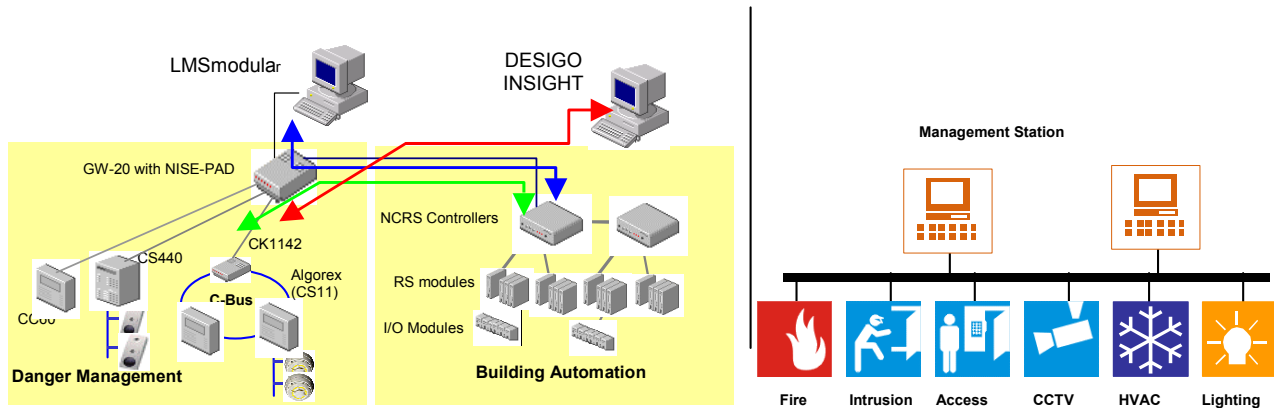 LMSmodular
DESIGO
INSIGHT
GW-20 with NISE-PAD
NCRS Controllers
CK1142
CS440
Algorex
(CS11)
C-Bus
CC60
RS modules
I/O Modules
Danger Management
Building Automation
Management Station
Fire
Intrusion
Access
CCTV
HVAC
Lighting